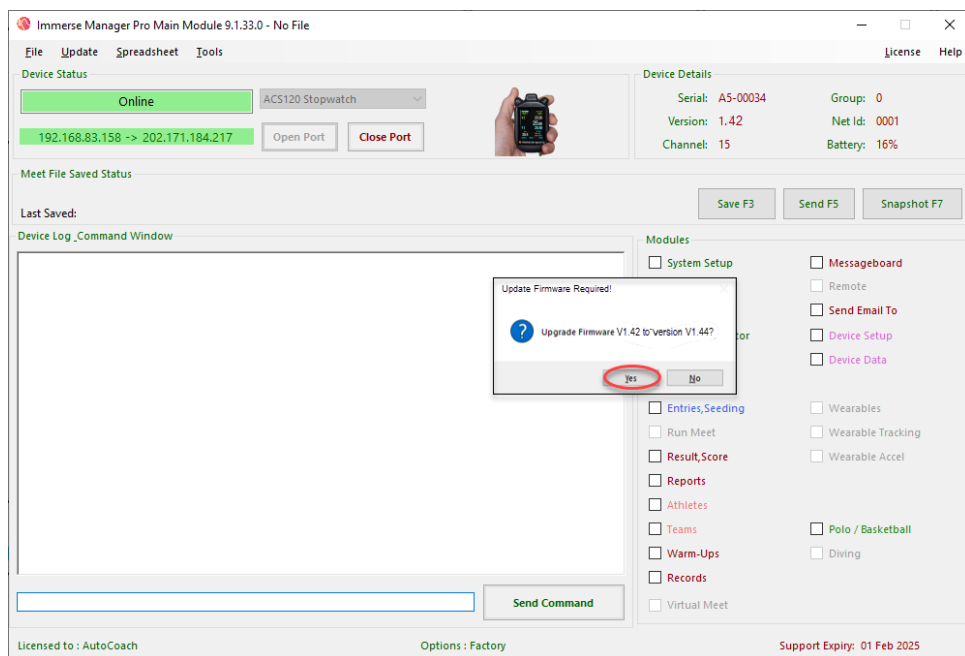 Immerse Manager Pro Main Module 9.1.33.0 - No File
File Update Spreadsheet Tools License Help
Device Status
Online
ACS120 Stopwatch
192.168.83.158 -> 202.171.184.217
Open Port
Close Port
Device Details
Serial: A5-00034 Group: 0
Version: 1.42 Net Id: 0001
Channel: 15 Battery: 16%
Meet File Saved Status
Last Saved:
Save F3
Send F5
Snapshot F7
Device Log _Command Window
Modules
System Setup
Messageboard
Remote
Send Email To
tor
Device Setup
Device Data
Update Firmware Required!
Upgrade Firmware V1.42 to version V1.44?
Yes
No
Entries,Seeding
Wearables
Run Meet
Wearable Tracking
Result,Score
Wearable Accel
Reports
Athletes
Teams
Polo / Basketball
Warm-Ups
Diving
Records
Virtual Meet
Send Command
Licensed to : AutoCoach
Options : Factory
Support Expiry: 01 Feb 2025